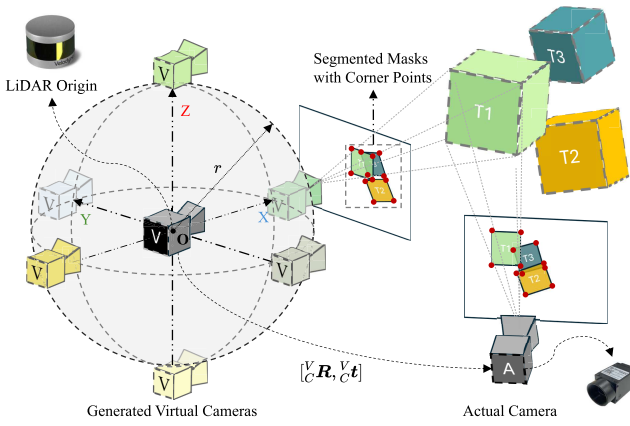 LiDAR Origin
V
Z
r
Segmented Masks
with Corner Points
T1
T3
T2
V
Y
V
O
X
V
V
V
V
T2
T3
T2
A
[^V_C R, ^V_C t]
Generated Virtual Cameras
Actual Camera